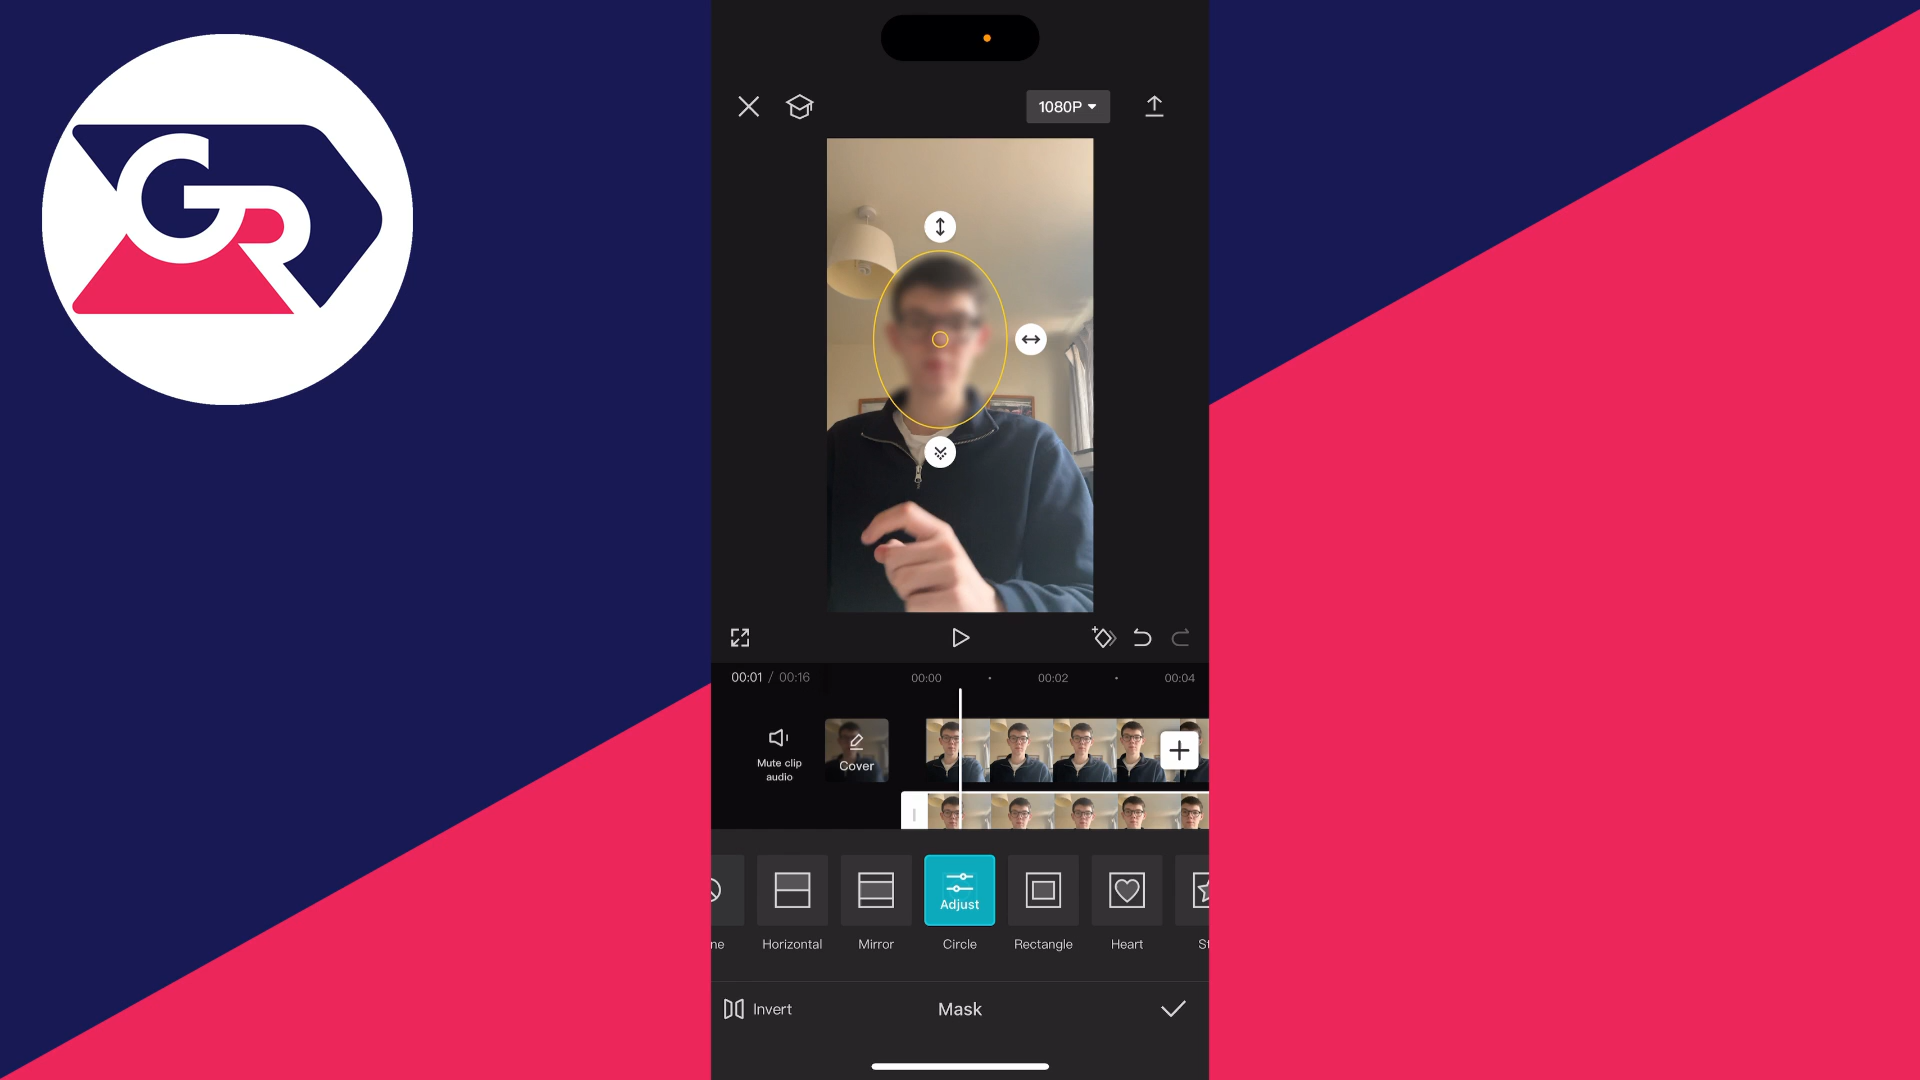 GR
1080P
00:01 / 00:16
00:00
00:02
00:04
Mute clip
audio
Cover
Adjust
ne
Horizontal
Mirror
Circle
Rectangle
Heart
St
Invert
Mask